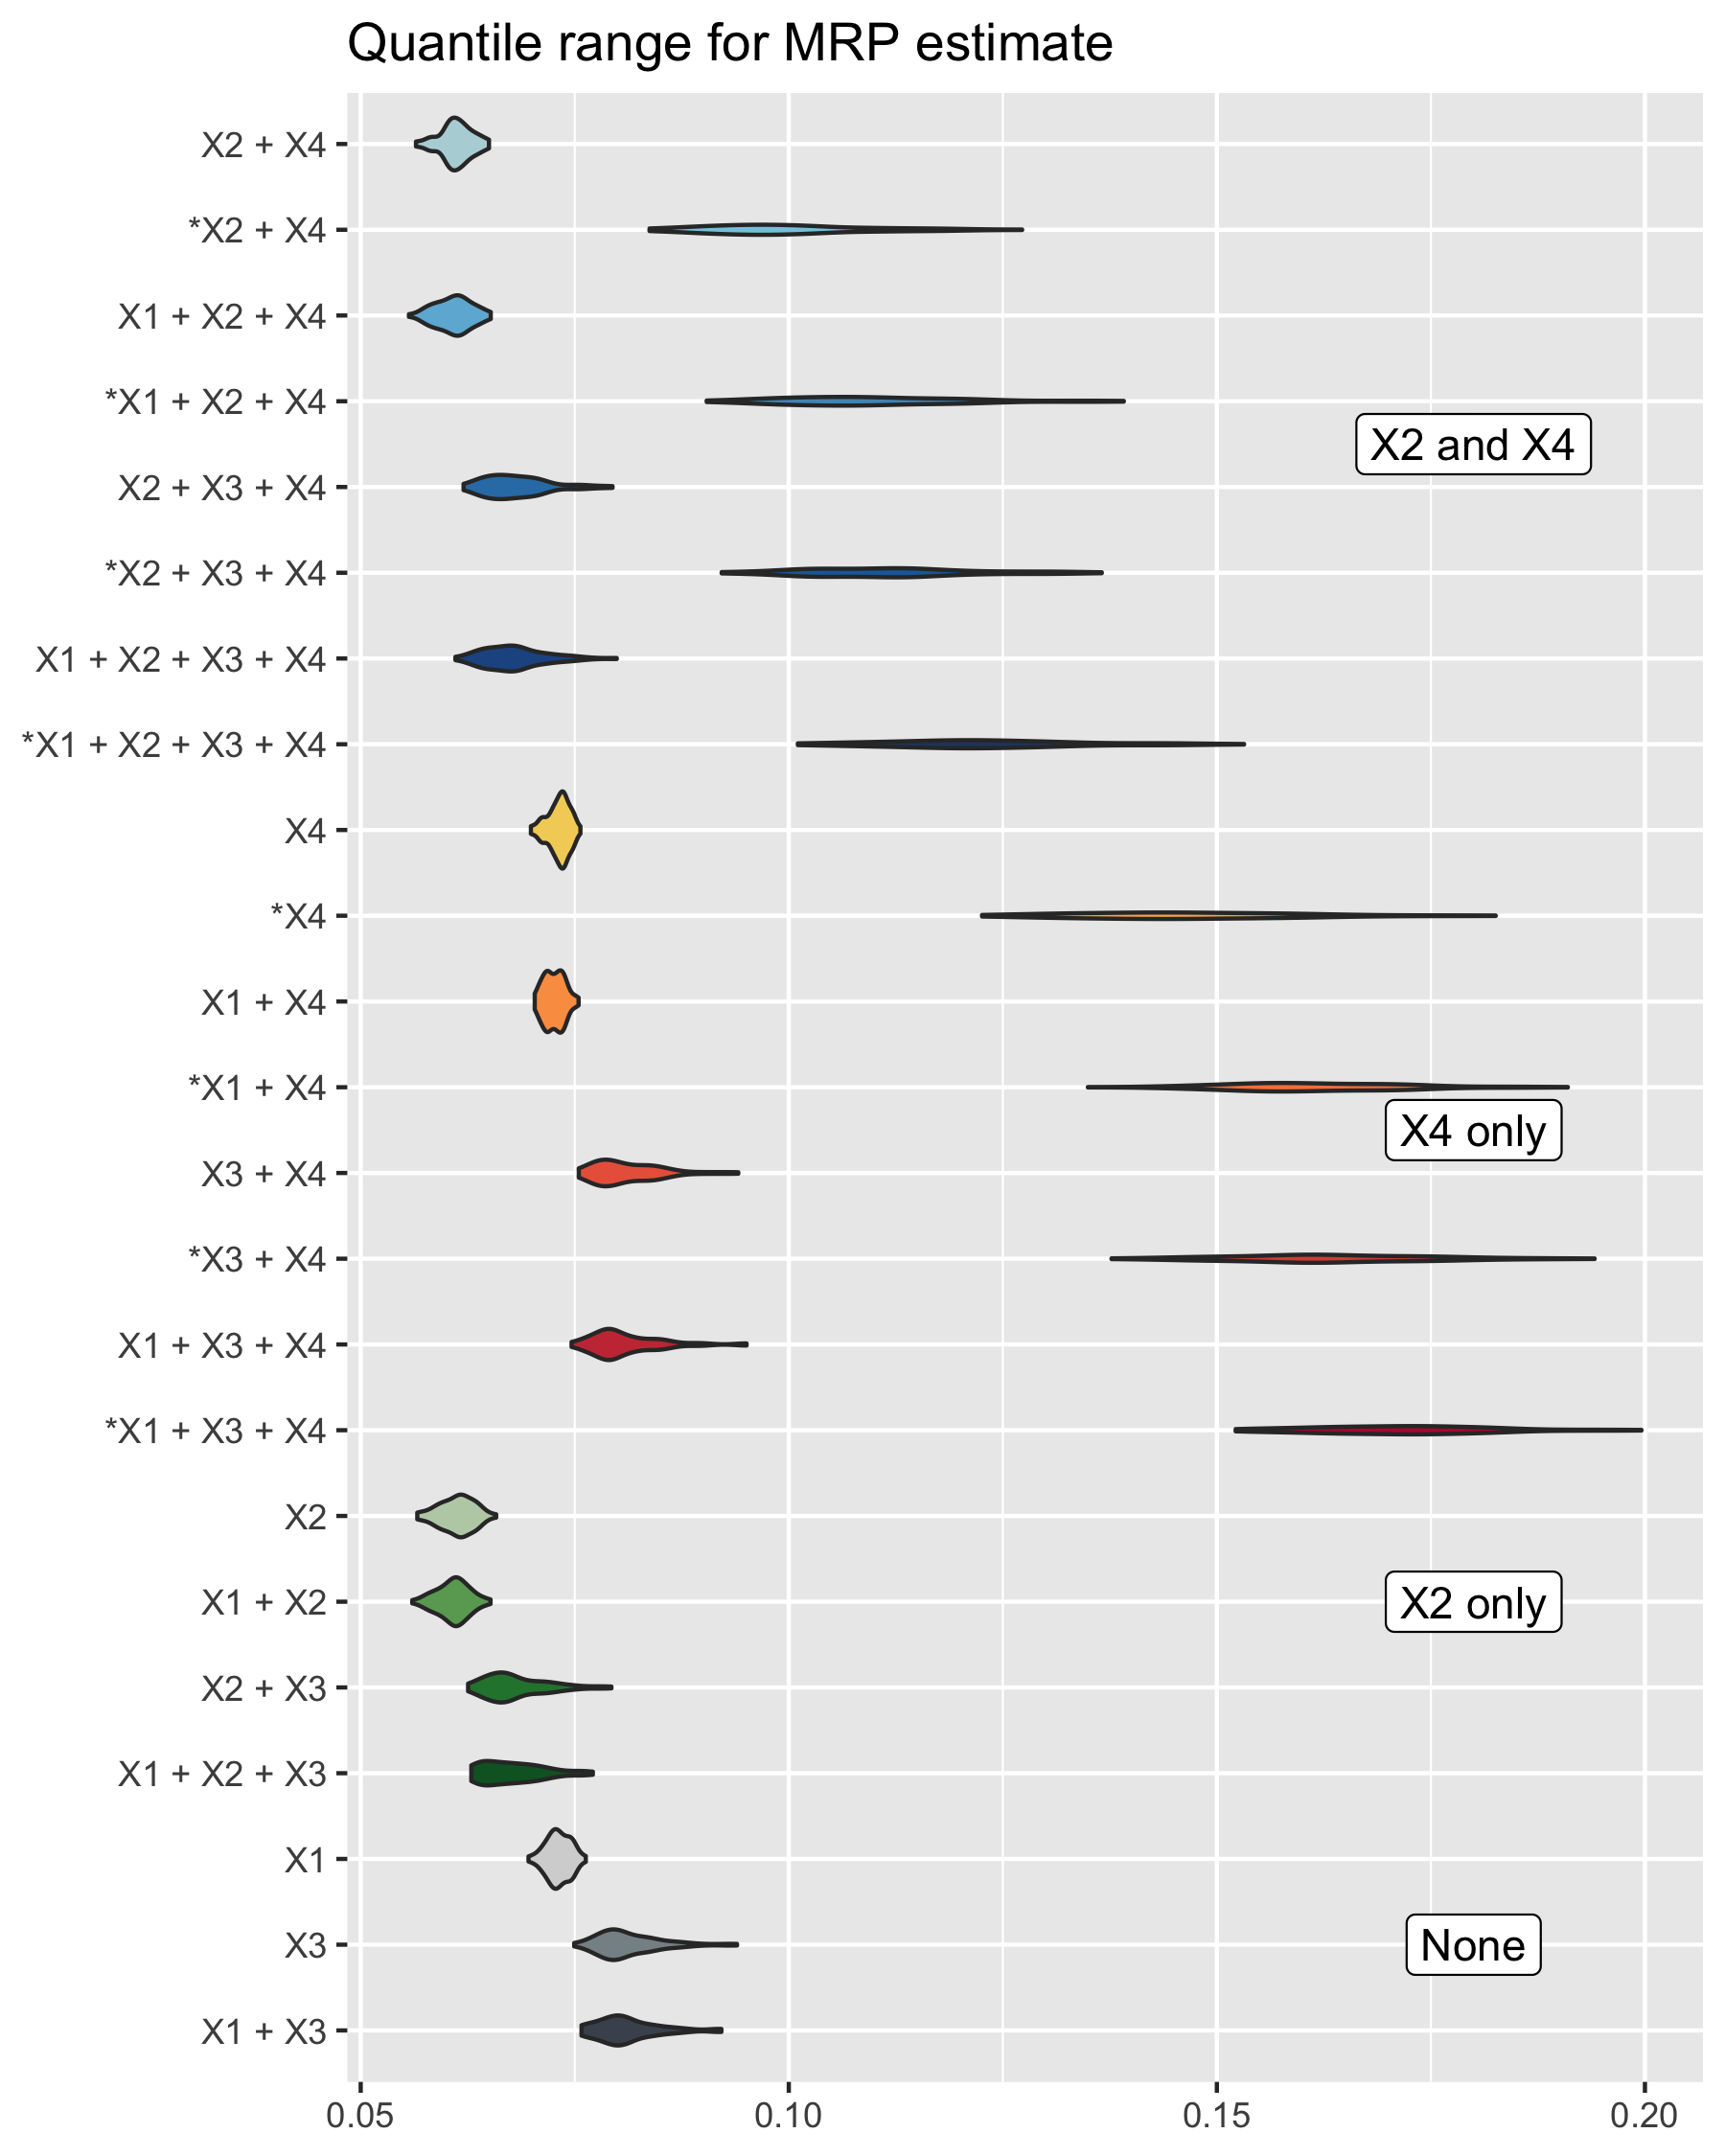 Quantile range for MRP estimate
X2 + X4
*X2 + X4
X1 + X2 + X4
*X1 + X2 + X4
X2 and X4
X2 + X3 + X4
*X2 + X3 + X4
X1 + X2 + X3 + X4
*X1 + X2 + X3 + X4
X4
*X4
X1 + X4
*X1 + X4
X4 only
X3 + X4
*X3 + X4
X1 + X3 + X4
*X1 + X3 + X4
X2
X1 + X2
X2 only
X2 + X3
X1 + X2 + X3
X1
X3
None
X1 + X3
0.05 0.10 0.15 0.20